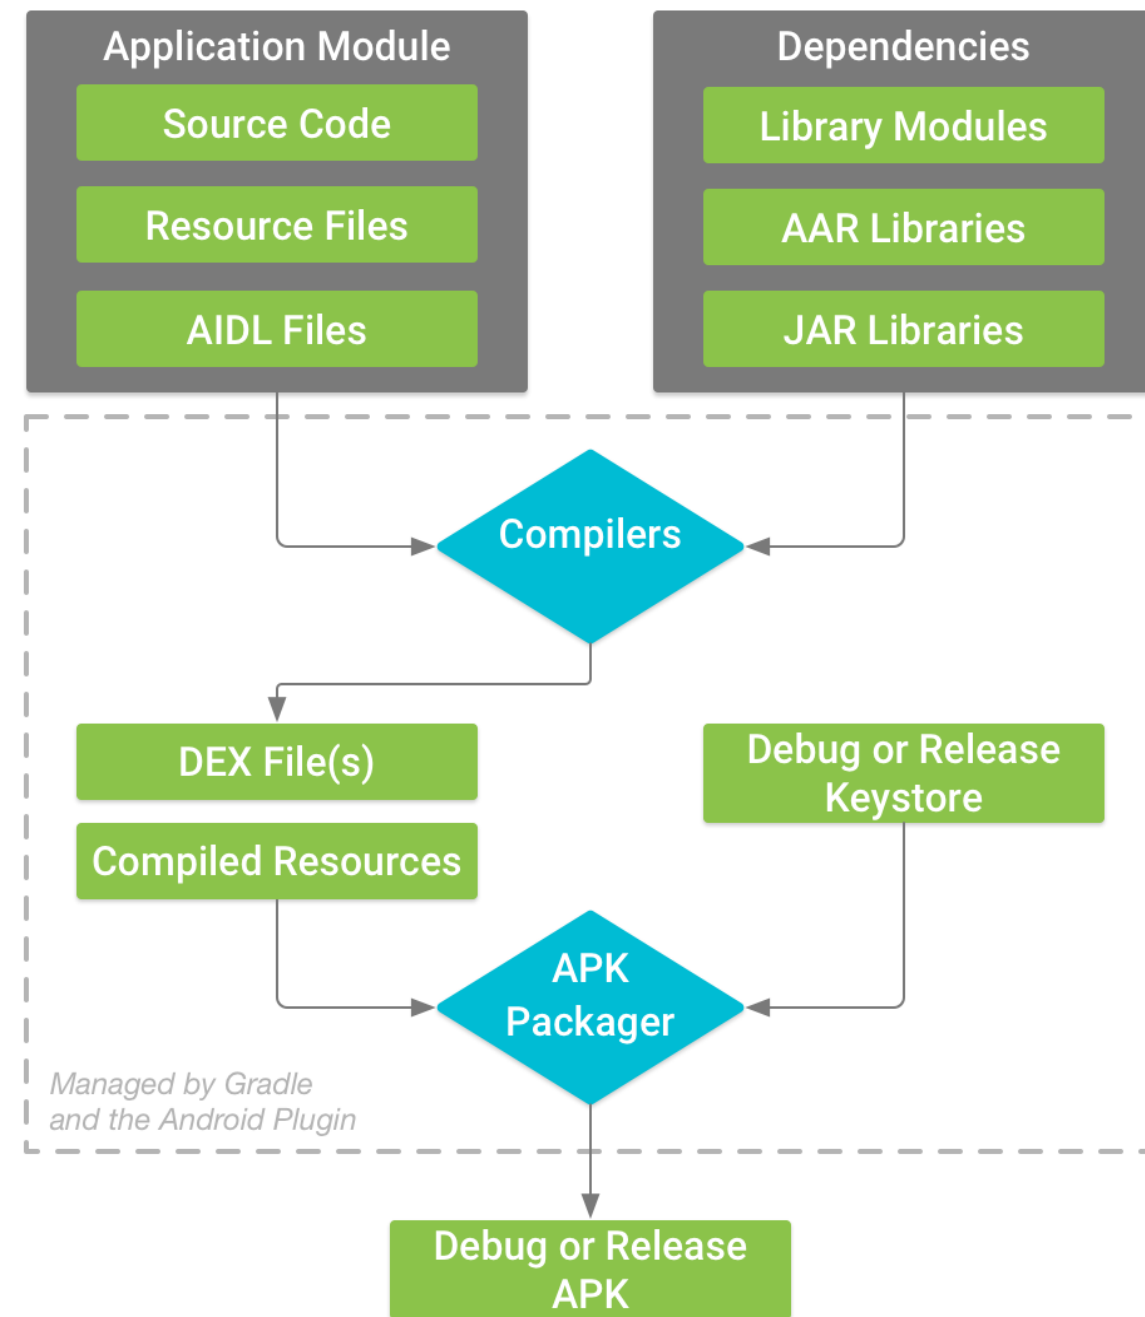 Application Module
Source Code
Resource Files
AIDL Files
Dependencies
Library Modules
AAR Libraries
JAR Libraries
Compilers
DEX File(s)
Compiled Resources
Debug or Release
Keystore
APK
Packager
Managed by Gradle
and the Android Plugin
Debug or Release
APK